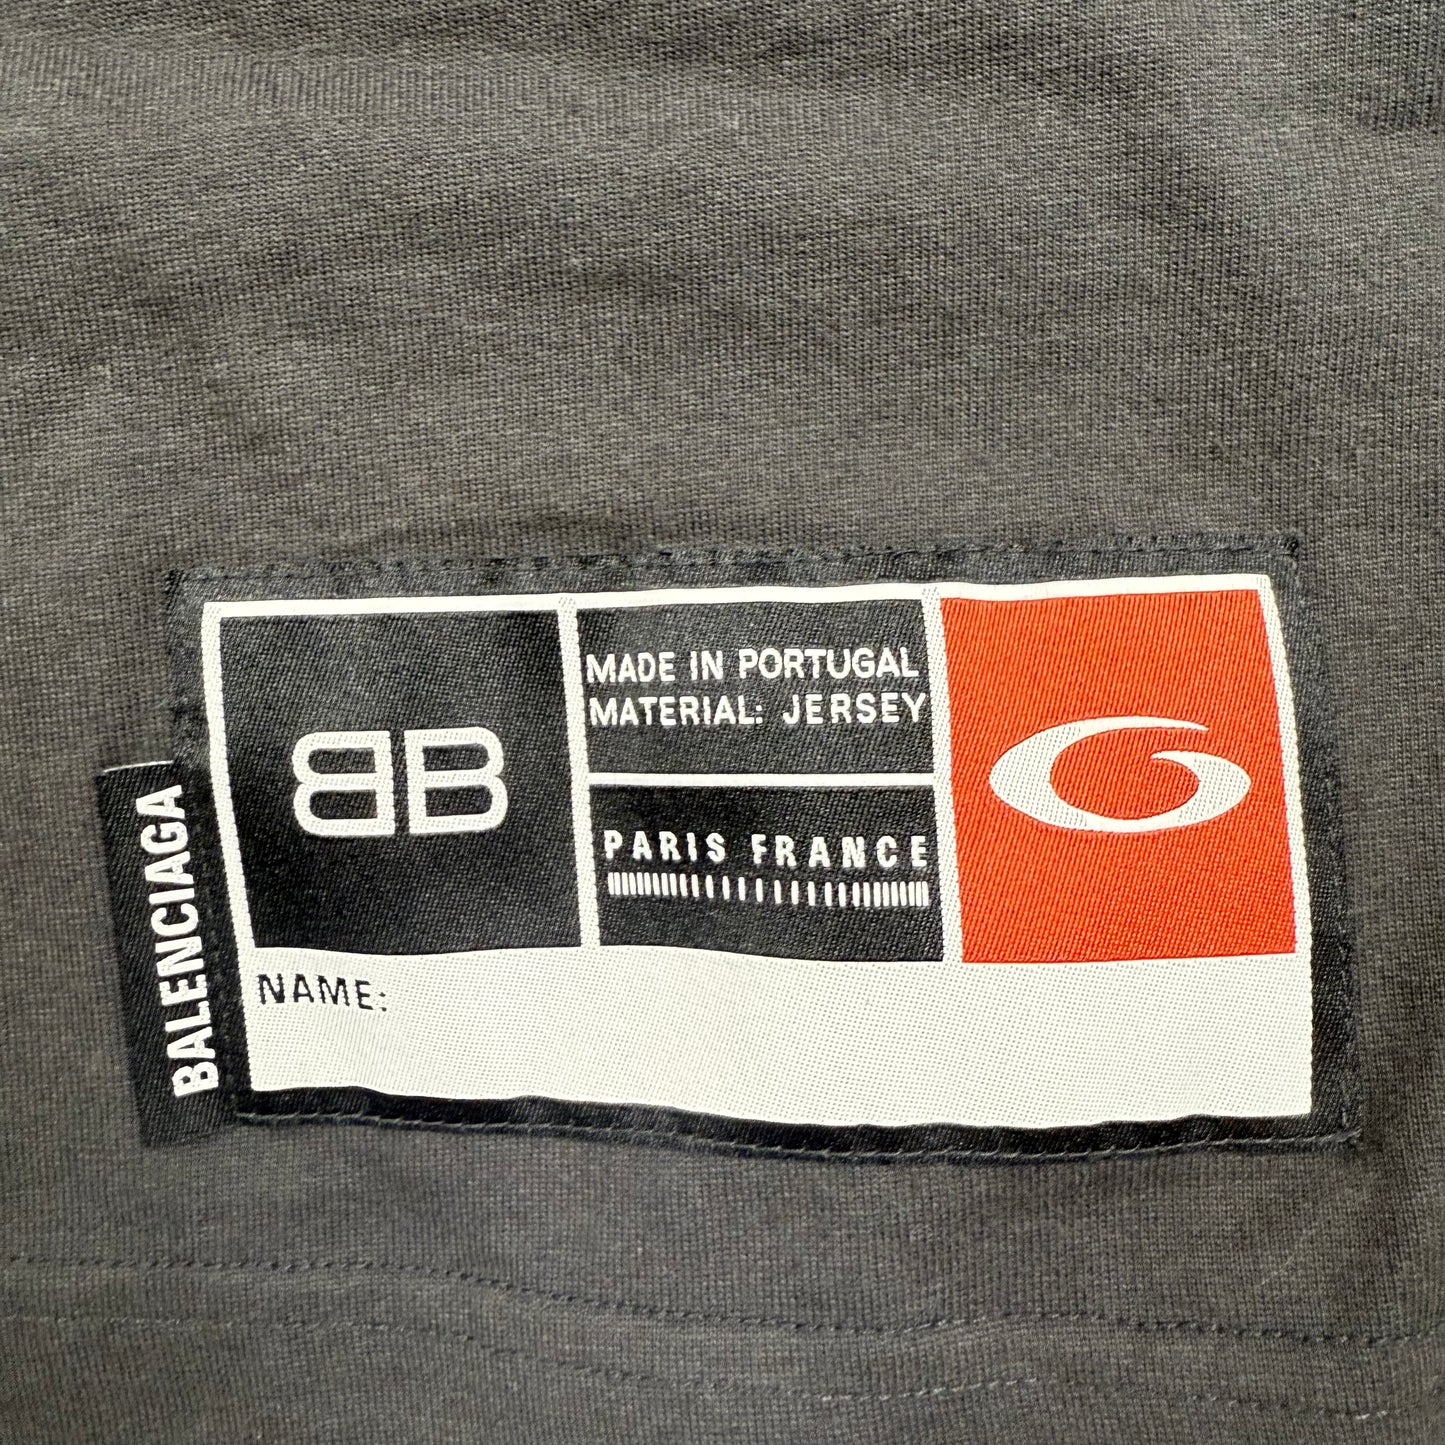 BB
MADE IN PORTUGAL
MATERIAL: JERSEY
PARIS FRANCE
G
NAME:
BALENCIAGA